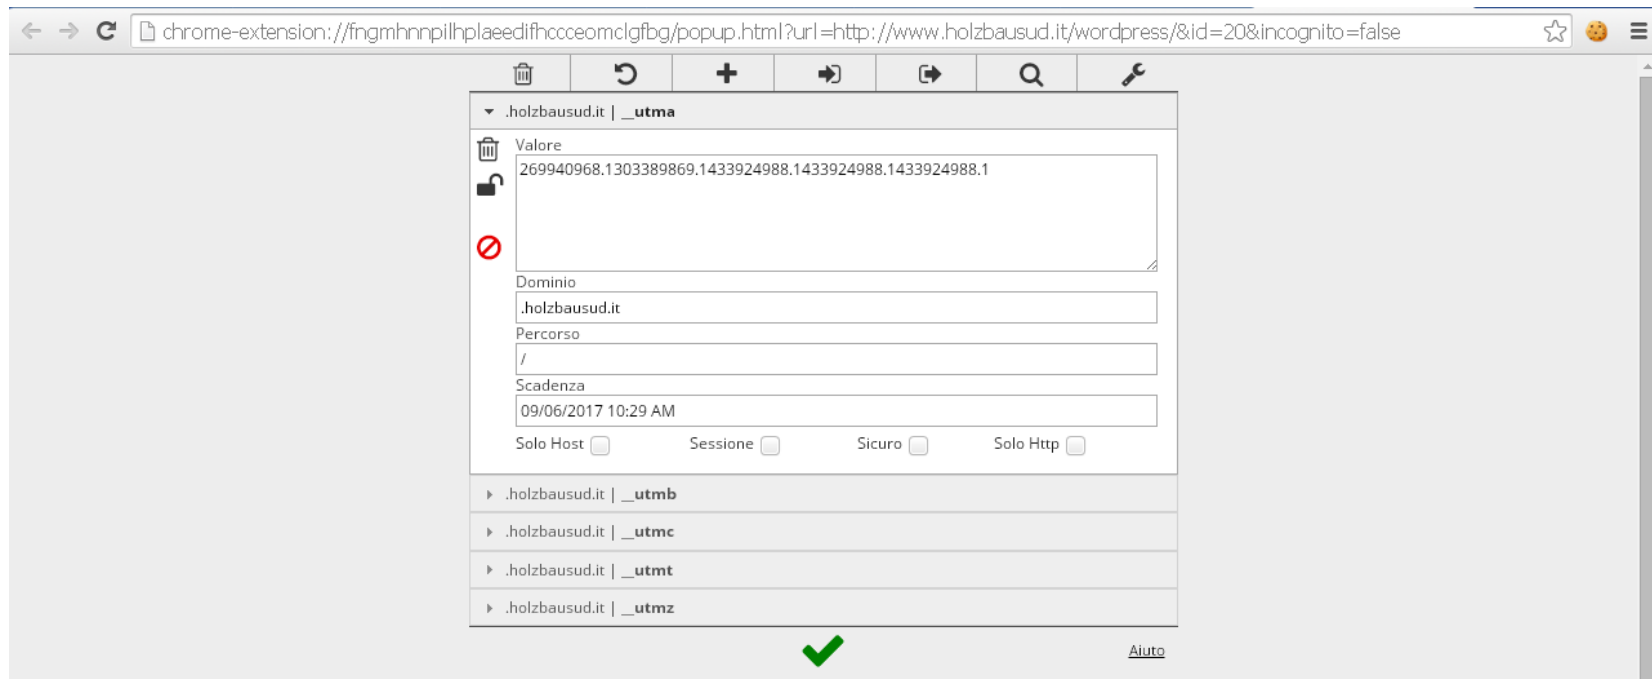 chrome-extension://fngmhnnpilhplaeedifhccceomclgfbg/popup.html?url=http://www.holzbausud.it/wordpress/&id=20&incognito=false
.holzbausud.it | __utma
Valore
269940968.1303389869.1433924988.1433924988.1433924988.1
Dominio
.holzbausud.it
Percorso
/
Scadenza
09/06/2017 10:29 AM
Solo Host Sessione Sicuro Solo Http
.holzbausud.it | __utmb
.holzbausud.it | __utmc
.holzbausud.it | __utmt
.holzbausud.it | __utmz
Aiuto